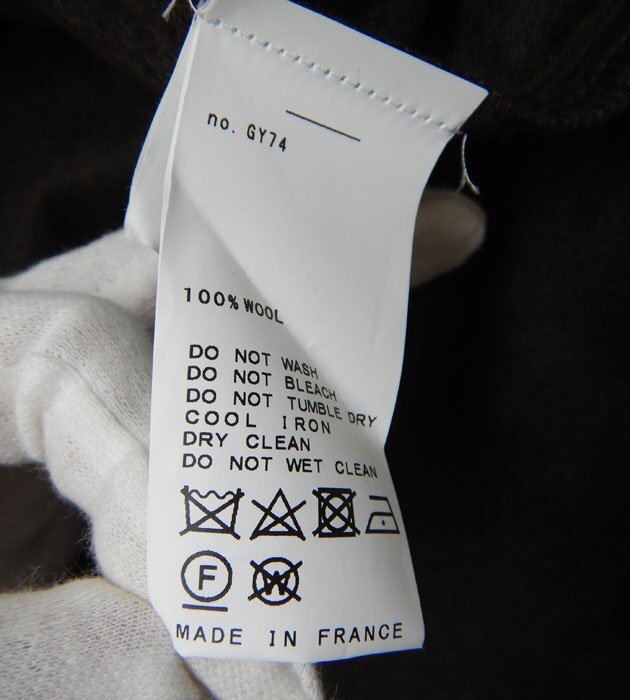 no. GY74
100% WOOL
DO NOT WASH
DO NOT BLEACH
DO NOT TUMBLE DRY
COOL IRON
DRY CLEAN
DO NOT WET CLEAN
F W
MADE IN FRANCE